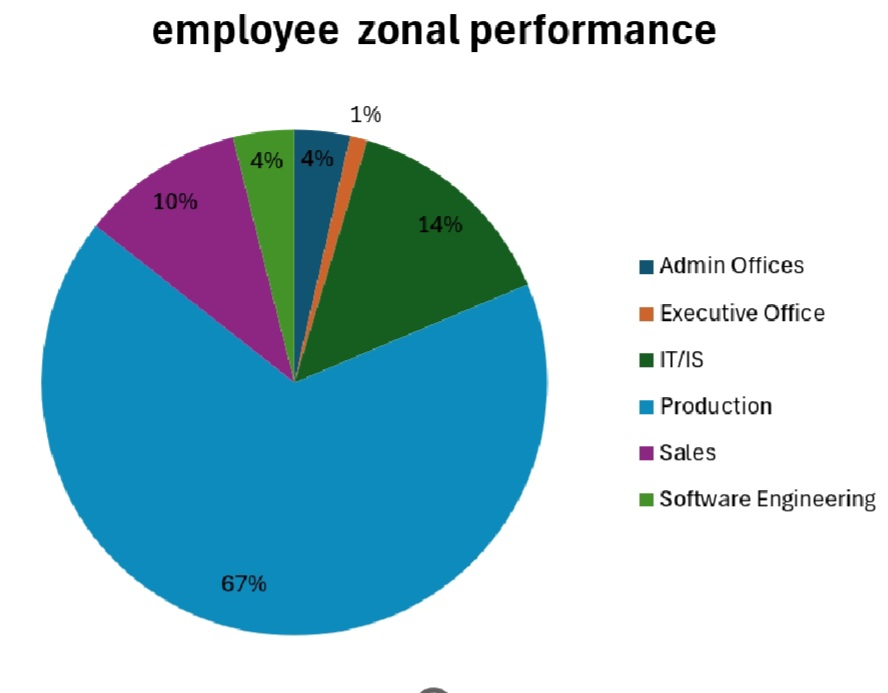 employee  zonal performance
1%
4%
4%
10%
14%
67%
Admin Offices
Executive Office
IT/IS
Production
Sales
Software Engineering